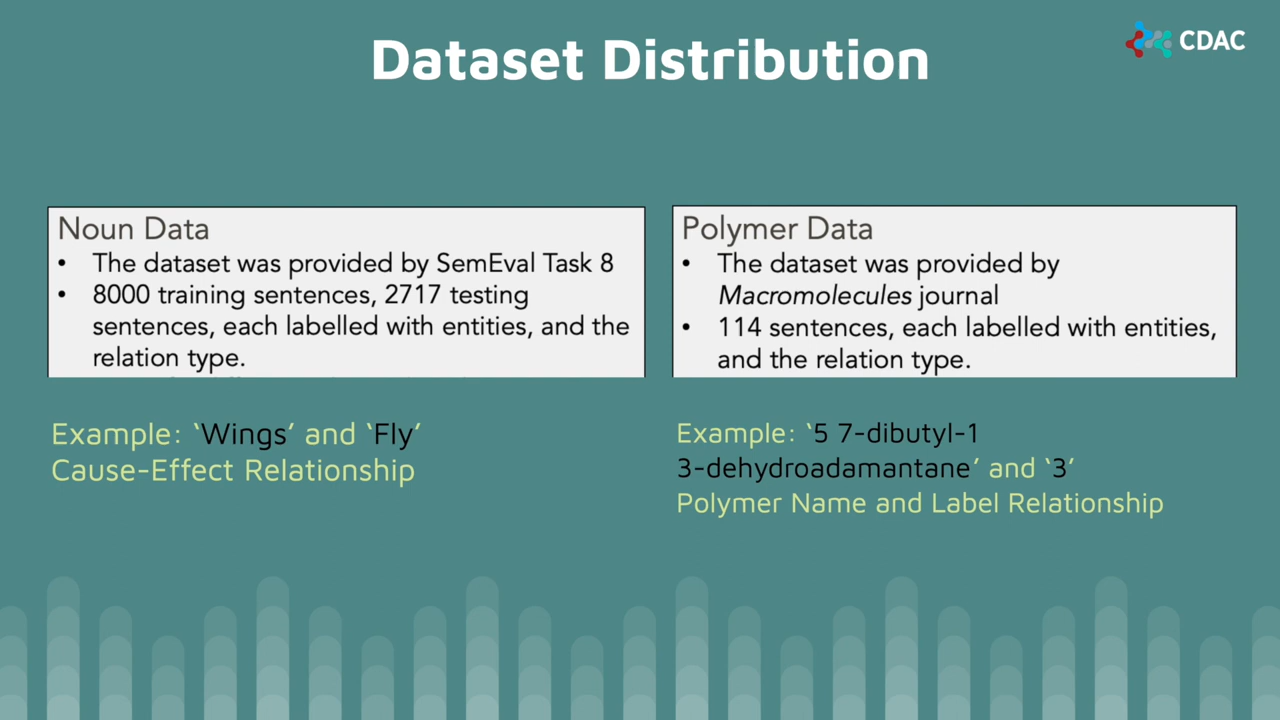 Dataset Distribution
CDAC
Noun Data
• The dataset was provided by SemEval Task 8
• 8000 training sentences, 2717 testing
sentences, each labelled with entities, and the
relation type.
Example: ‘Wings’ and ‘Fly’
Cause-Effect Relationship
Polymer Data
• The dataset was provided by
Macromolecules journal
• 114 sentences, each labelled with entities,
and the relation type.
Example: ‘5 7-dibutyl-1
3-dehydroadamantane’ and ‘3’
Polymer Name and Label Relationship